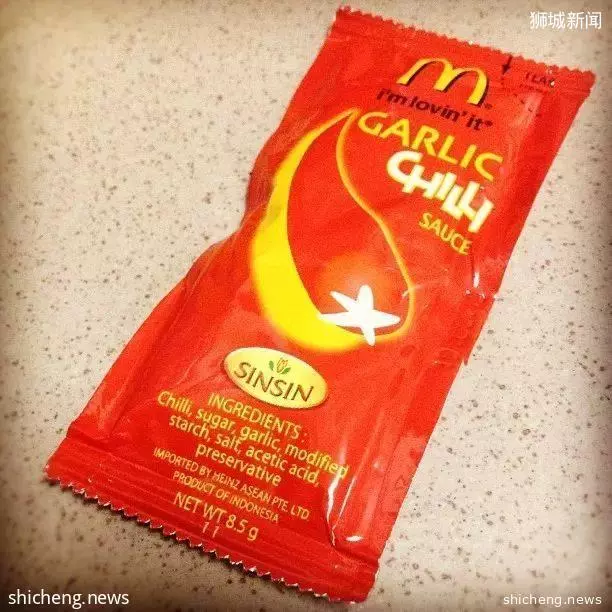 狮城新闻
i'm lovin' it
GARLIC
CHILLI
SAUCE
SINSIN
INGREDIENTS :
Chilli, sugar, garlic, modified
starch, salt, acetic acid,
preservative
IMPORTED BY HEINZ ASEAN PTE. LTD.
PRODUCT OF INDONESIA
NET WT 8.5 g
shicheng.news
shicheng.news